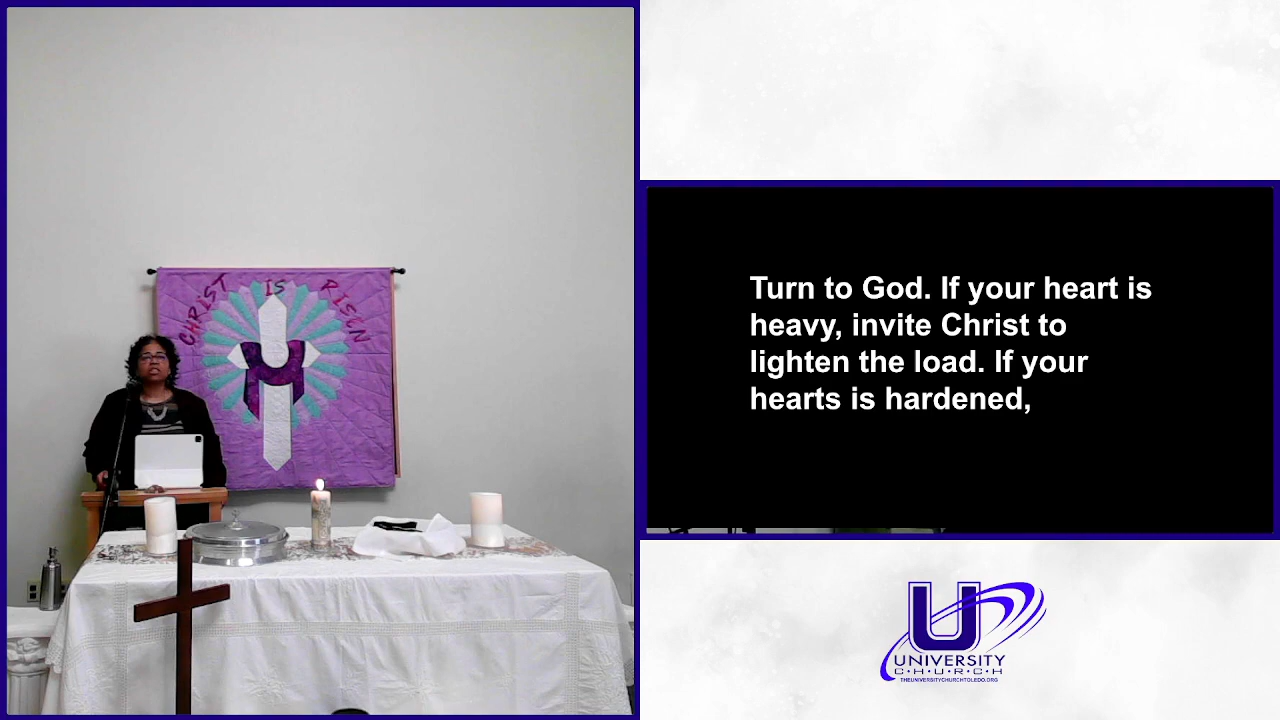 CHRIST IS RISEN
Turn to God. If your heart is
heavy, invite Christ to
lighten the load. If your
hearts is hardened,
U
UNIVERSITY
C·H·U·R·C·H
THEUNIVERSITYCHURCHTOLEDO.ORG